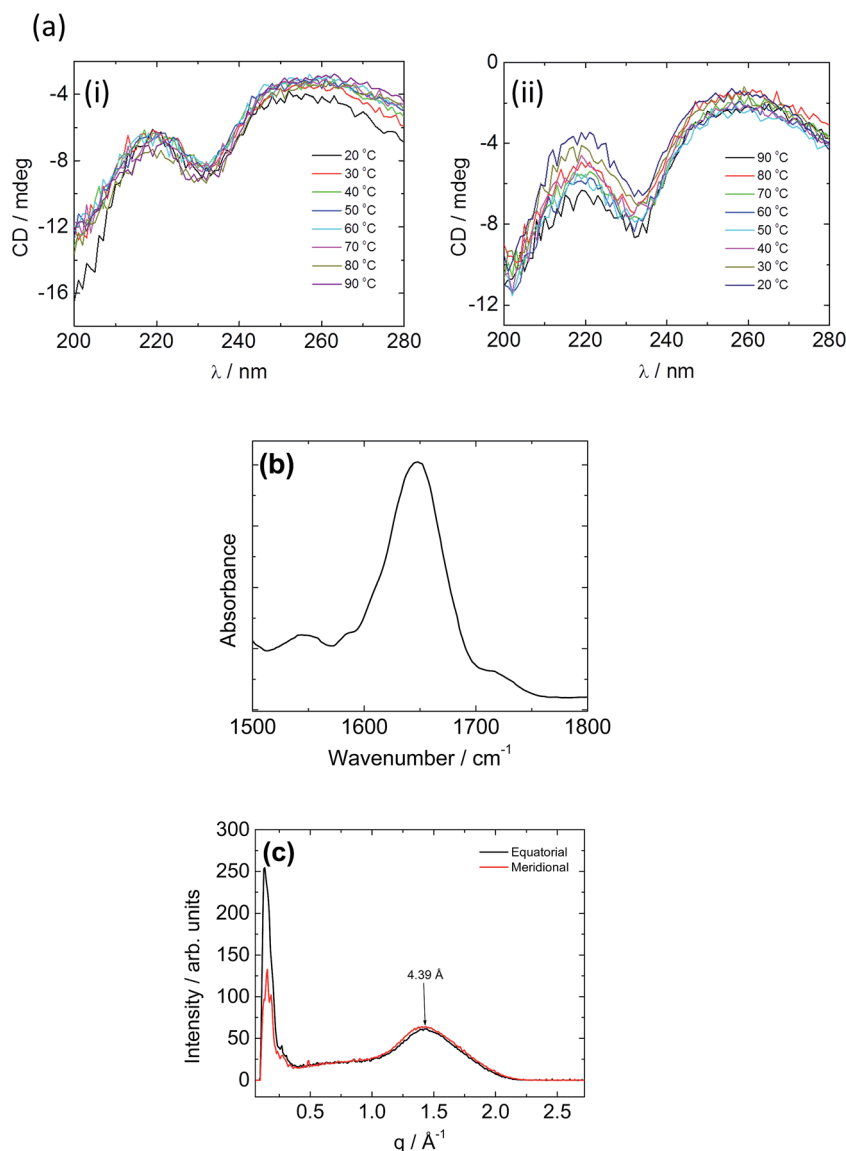 (a)
(i)
CD / mdeg
-4
-8
-12
-16
200 220 240 260 280
λ / nm
20 °C
30 °C
40 °C
50 °C
60 °C
70 °C
80 °C
90 °C
(ii)
CD / mdeg
0
-4
-8
-12
200 220 240 260 280
λ / nm
90 °C
80 °C
70 °C
60 °C
50 °C
40 °C
30 °C
20 °C
(b)
Absorbance
1500 1600 1700 1800
Wavenumber / cm⁻¹
(c)
Intensity / arb. units
300
250
200
150
100
50
0
Equatorial
Meridional
4.39 Å
0.5 1.0 1.5 2.0 2.5
q / Å⁻¹